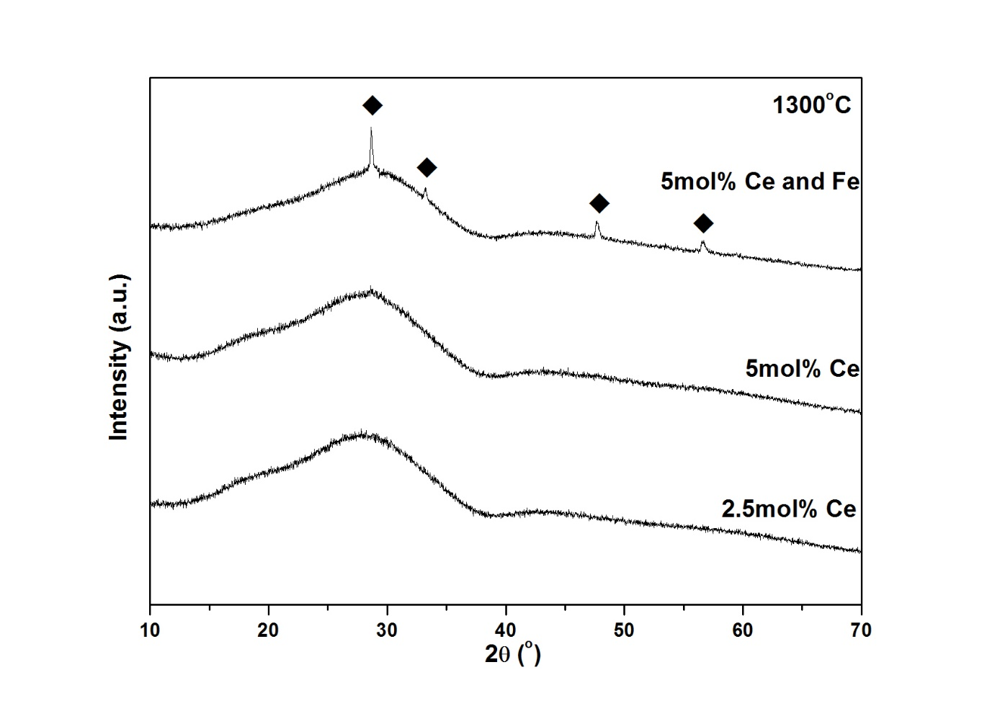 1300°C
5mol% Ce and Fe
5mol% Ce
2.5mol% Ce
Intensity (a.u.)
10 20 30 40 50 60 70
2θ (°)